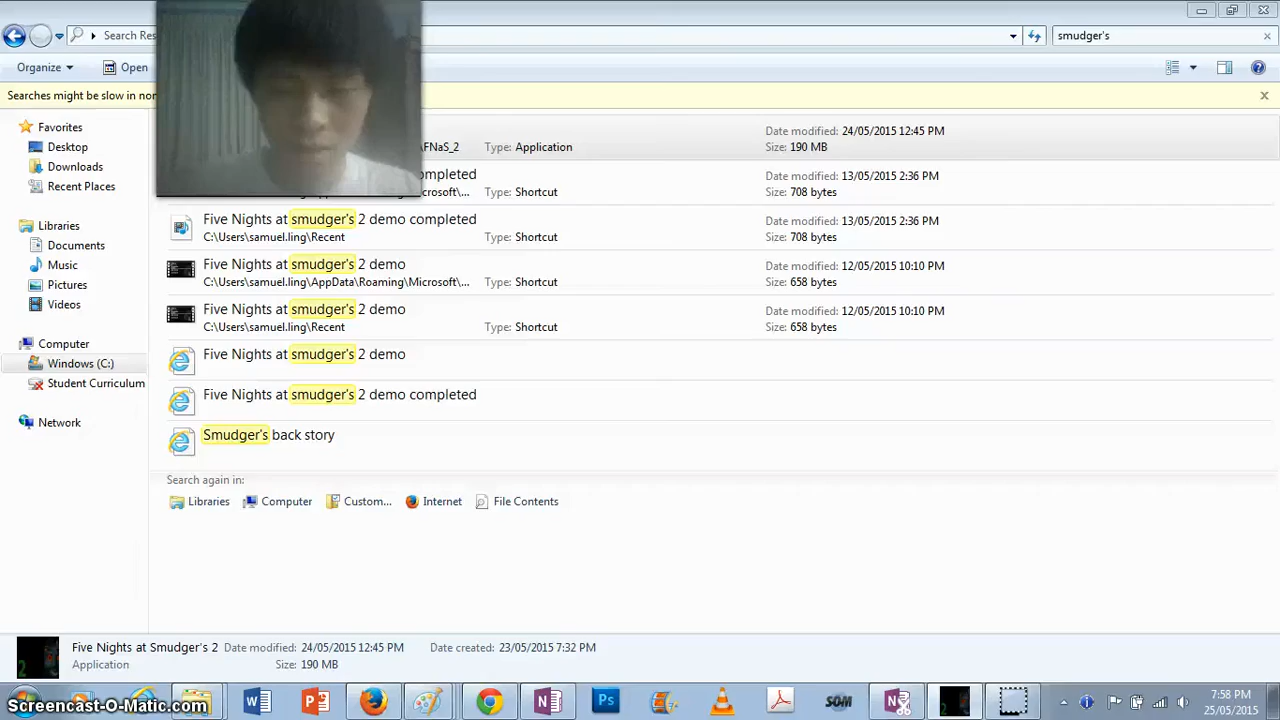 Search Res
smudger's
Organize
Open
Searches might be slow in non
Favorites
Desktop
Downloads
Recent Places
Libraries
Documents
Music
Pictures
Videos
Computer
Windows (C:)
Student Curriculum
Network
\FNaS_2 Type: Application Date modified: 24/05/2015 12:45 PM
Size: 190 MB
completed Date modified: 13/05/2015 2:36 PM
\Microsoft\... Type: Shortcut Size: 708 bytes
Five Nights at smudger's 2 demo completed Date modified: 13/05/2015 2:36 PM
C:\Users\samuel.ling\Recent Type: Shortcut Size: 708 bytes
Five Nights at smudger's 2 demo Date modified: 12/05/2015 10:10 PM
C:\Users\samuel.ling\AppData\Roaming\Microsoft\... Type: Shortcut Size: 658 bytes
Five Nights at smudger's 2 demo Date modified: 12/05/2015 10:10 PM
C:\Users\samuel.ling\Recent Type: Shortcut Size: 658 bytes
Five Nights at smudger's 2 demo
Five Nights at smudger's 2 demo completed
Smudger's back story
Search again in:
Libraries Computer Custom... Internet File Contents
Five Nights at Smudger's 2 Date modified: 24/05/2015 12:45 PM Date created: 23/05/2015 7:32 PM
Application Size: 190 MB
2
Screencast-O-Matic.com
SAM
7:58 PM
25/05/2015